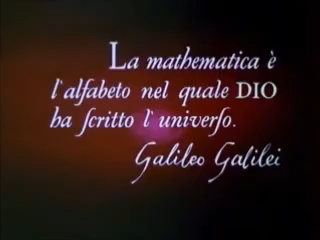 La mathematica è
l'alfabeto nel quale DIO
ha ſcritto l'univerſo.
Galileo Galilei